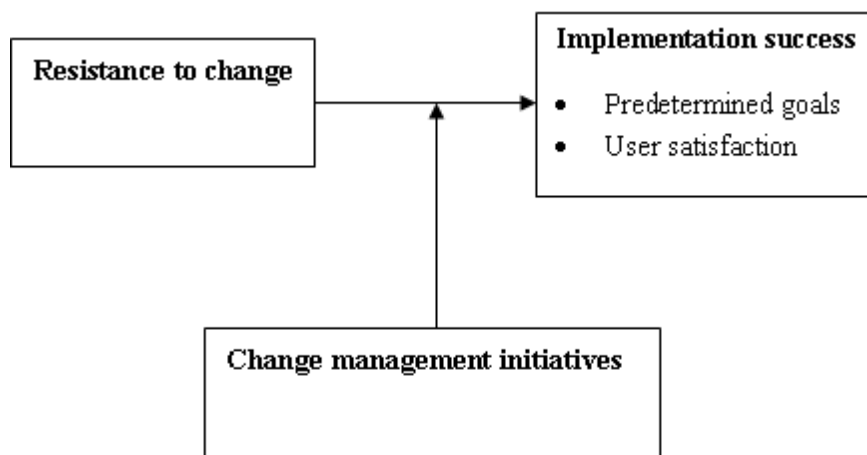 Resistance to change
Implementation success
• Predetermined goals
• User satisfaction
Change management initiatives